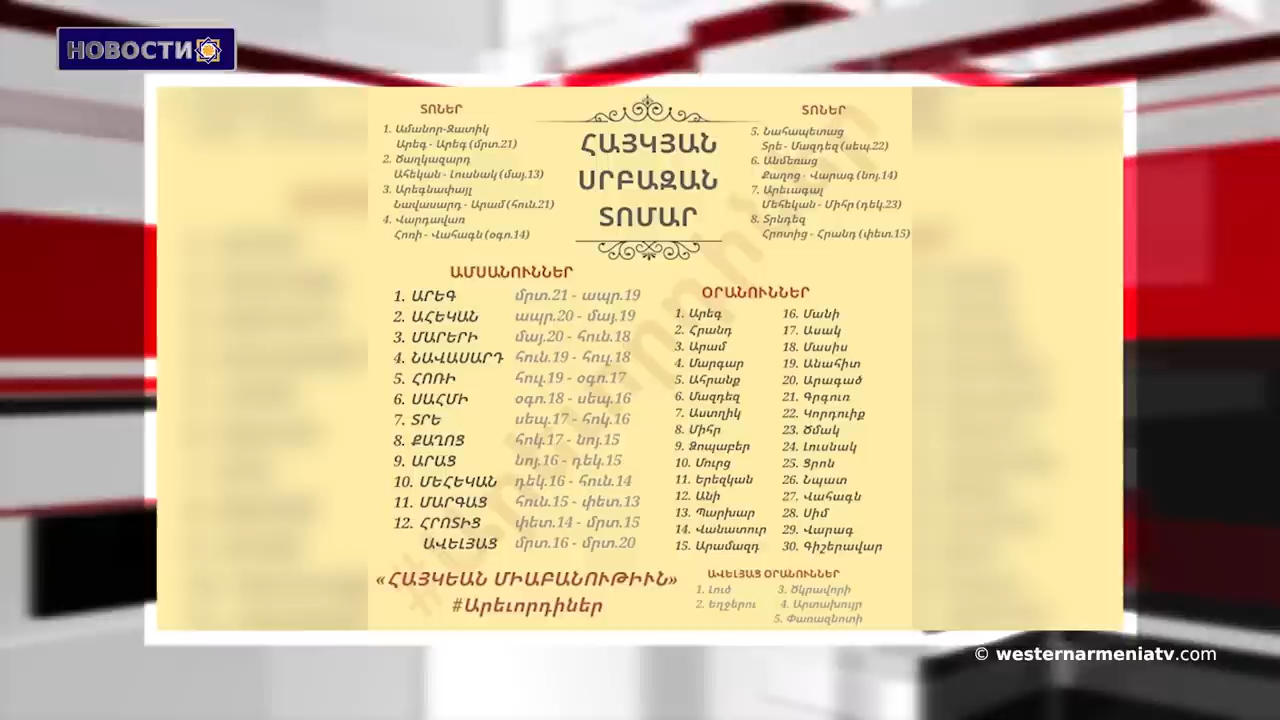 НОВОСТИ
ՏՈՆԵՐ
1. Ամանոր-Զատիկ
Արեգ - Արեգ (մրտ.21)
2. Ծաղկազարդ
Ահեկան - Լուսնակ (մայ.13)
3. Արեգնափայլ
Նավասարդ - Արամ (հուն.21)
4. Վարդավառ
Հոռի - Վահագն (օգո.14)
ՀԱՅԿՅԱՆ
ՍՐԲԱԶԱՆ
ՏՈՄԱՐ
ՏՈՆԵՐ
5. Նահապետաց
Տրե - Մազդեզ (սեպ.22)
6. Անմեռաց
Քաղոց - Վարագ (նոյ.14)
7. Արեւագալ
Մեհեկան - Միհր (դեկ.23)
8. Տրնդեզ
Հրոտից - Հրանդ (փետ.15)
ԱՄՍԱՆՈՒՆՆԵՐ
1. ԱՐԵԳ մրտ.21 - ապր.19
2. ԱՀԵԿԱՆ ապր.20 - մայ.19
3. ՄԱՐԵՐԻ մայ.20 - հուն.18
4. ՆԱՎԱՍԱՐԴ հուն.19 - հուլ.18
5. ՀՈՌԻ հուլ.19 - օգո.17
6. ՍԱՀՄԻ օգո.18 - սեպ.16
7. ՏՐԵ սեպ.17 - հոկ.16
8. ՔԱՂՈՑ հոկ.17 - նոյ.15
9. ԱՐԱՑ նոյ.16 - դեկ.15
10. ՄԵՀԵԿԱՆ դեկ.16 - հուն.14
11. ՄԱՐԳԱՑ հուն.15 - փետ.13
12. ՀՐՈՏԻՑ փետ.14 - մրտ.15
ԱՎԵԼՅԱՑ մրտ.16 - մրտ.20
«ՀԱՅԿԵԱՆ ՄԻԱԲԱՆՈՒԹԻՒՆ»
#Արեւորդիներ
ՕՐԱՆՈՒՆՆԵՐ
1. Արեգ
2. Հրանդ
3. Արամ
4. Մարգար
5. Ահրանք
6. Մազդեզ
7. Աստղիկ
8. Միհր
9. Ձոպաբեր
10. Մուրց
11. Երեզկան
12. Անի
13. Պարխար
14. Վանատուր
15. Արամազդ
16. Մանի
17. Ասակ
18. Մասիս
19. Անահիտ
20. Արագած
21. Գրգուռ
22. Կորդուիք
23. Ծմակ
24. Լուսնակ
25. Ցրոն
26. Նպատ
27. Վահագն
28. Սիմ
29. Վարագ
30. Գիշերավար
ԱՎԵԼՅԱՑ ՕՐԱՆՈՒՆՆԵՐ
1. Լուծ
2. Եղջերու
3. Ծկրավորի
4. Արտախույր
5. Փառազնոտի
© westernarmeniatv.com